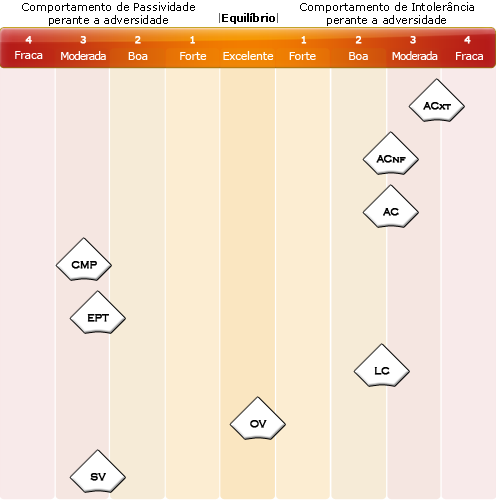 Comportamento de Passividade
perante a adversidade
|Equilíbrio|
Comportamento de Intolerância
perante a adversidade
4 3 2 1 1 2 3 4
Fraca Moderada Boa Forte Excelente Forte Boa Moderada Fraca
ACXT
ACNF
AC
CMP
EPT
LC
OV
SV